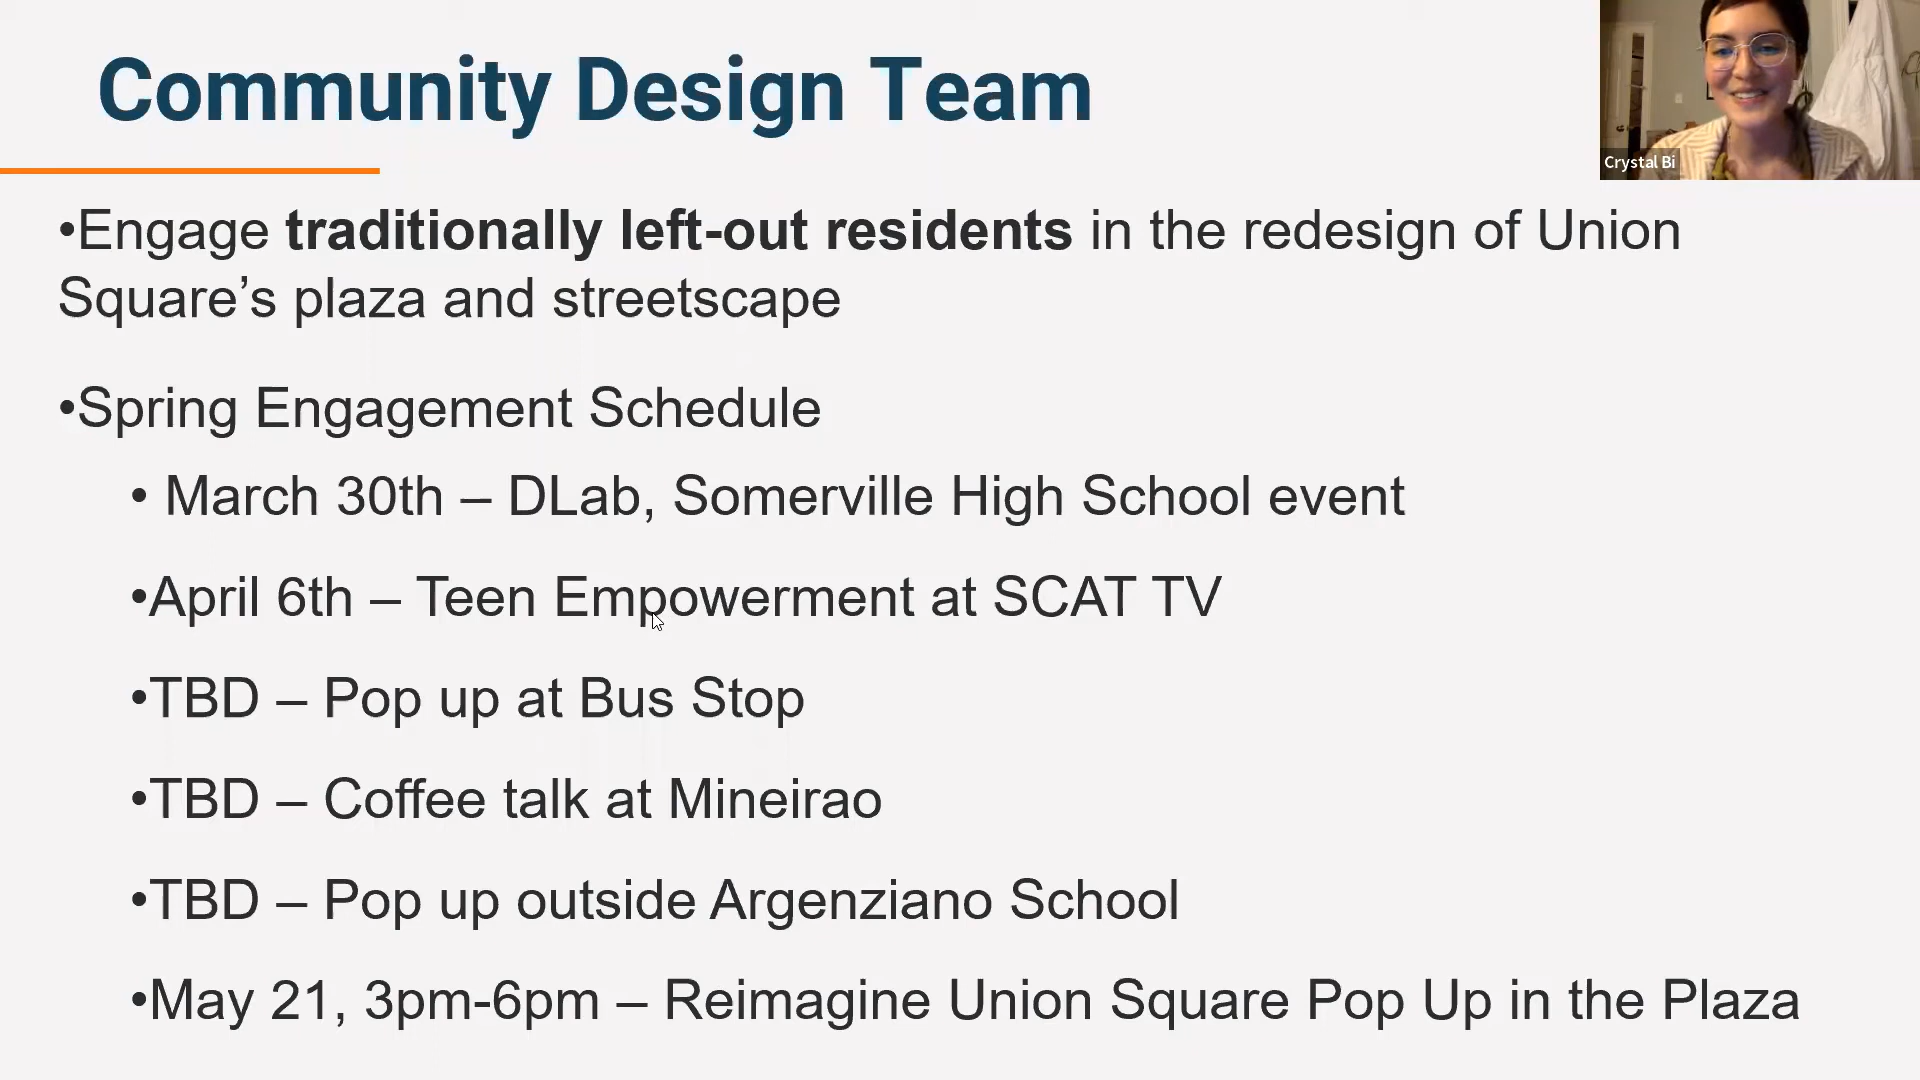 Community Design Team
Crystal Bi
•Engage traditionally left-out residents in the redesign of Union
Square’s plaza and streetscape
•Spring Engagement Schedule
• March 30th – DLab, Somerville High School event
•April 6th – Teen Empowerment at SCAT TV
•TBD – Pop up at Bus Stop
•TBD – Coffee talk at Mineirao
•TBD – Pop up outside Argenziano School
•May 21, 3pm-6pm – Reimagine Union Square Pop Up in the Plaza